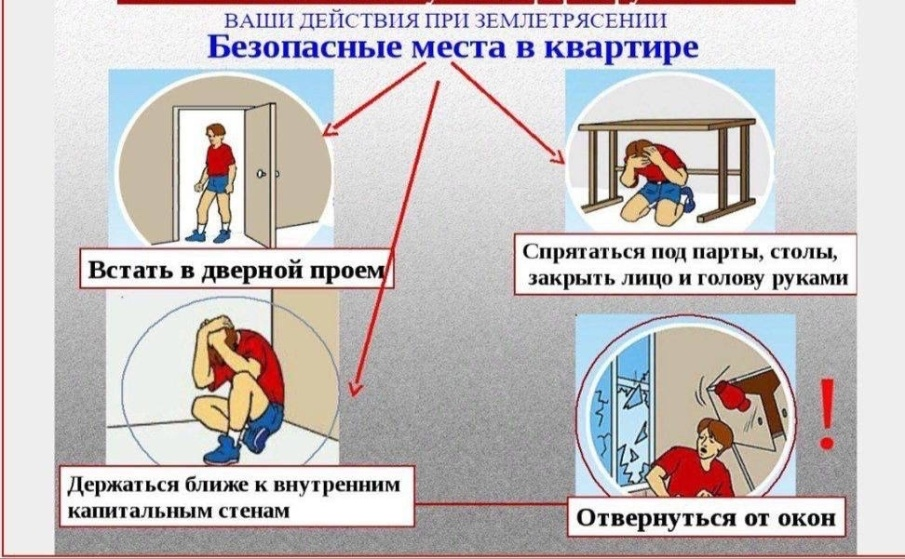 ВАШИ ДЕЙСТВИЯ ПРИ ЗЕМЛЕТРЯСЕНИИ
Безопасные места в квартире
Встать в дверной проем
Спрятаться под парты, столы,
закрыть лицо и голову руками
Держаться ближе к внутренним
капитальным стенам
!
Отвернуться от окон